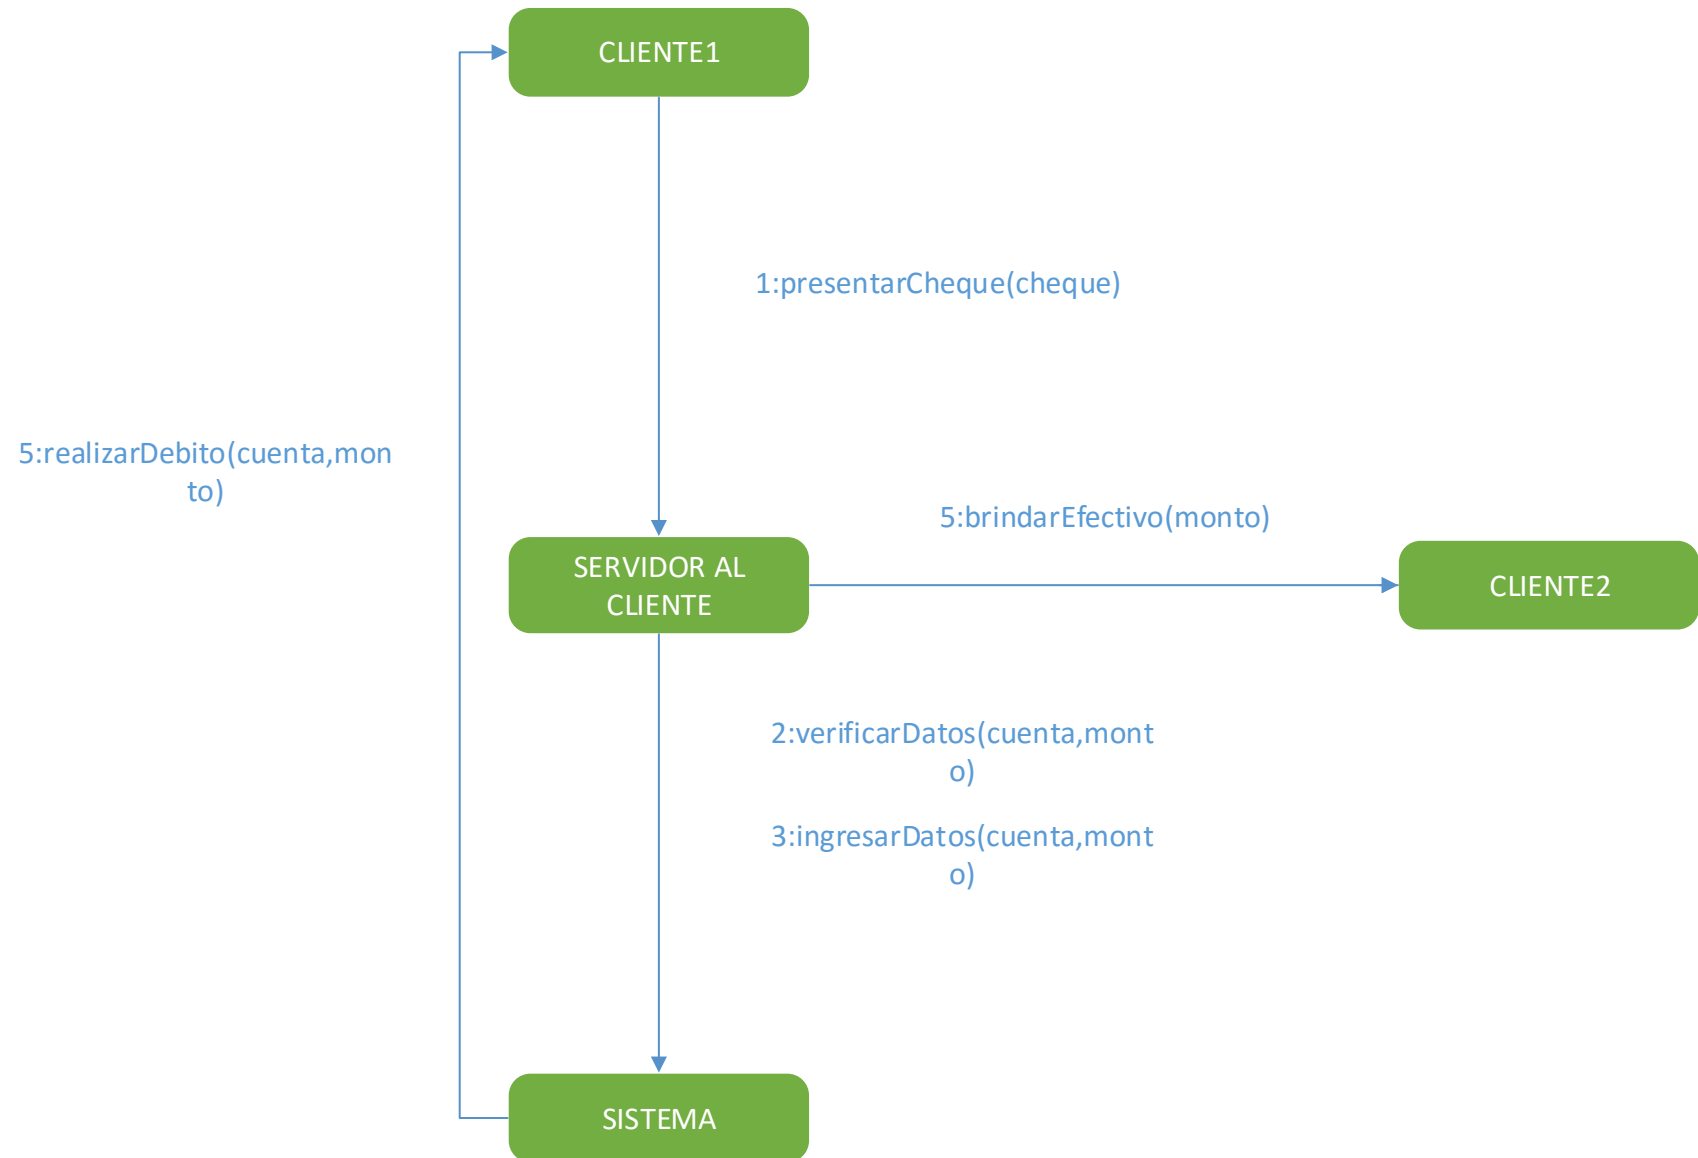 CLIENTE1
1:presentarCheque(cheque)
5:realizarDebito(cuenta,mon
to)
5:brindarEfectivo(monto)
SERVIDOR AL
CLIENTE
CLIENTE2
2:verificarDatos(cuenta,mont
o)
3:ingresarDatos(cuenta,mont
o)
SISTEMA